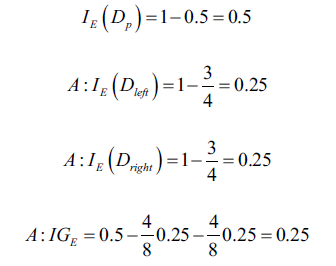 I_E(D_p)=1−0.5=0.5
A:I_E(D_left)=1−3/4=0.25
A:I_E(D_right)=1−3/4=0.25
A:IG_E=0.5−4/8 0.25−4/8 0.25=0.25